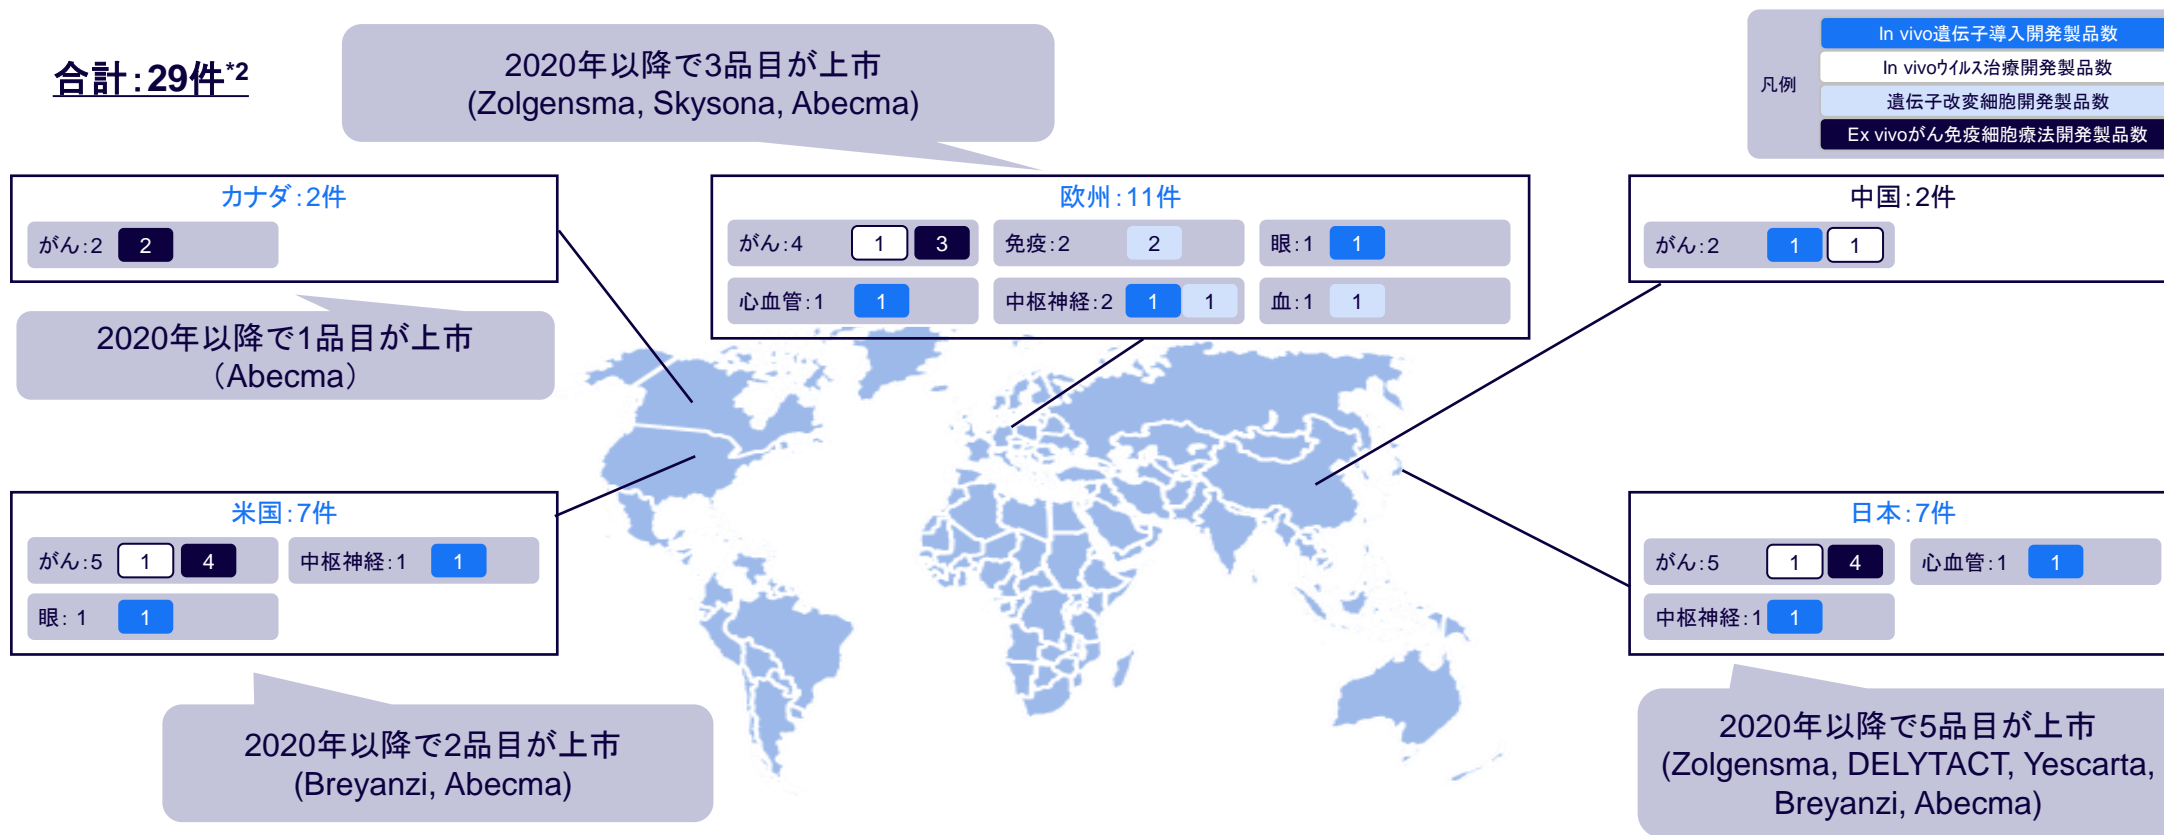 合計：29件*2
2020年以降で3品目が上市
(Zolgensma, Skysona, Abecma)
凡例
In vivo遺伝子導入開発製品数
In vivoウイルス治療開発製品数
遺伝子改変細胞開発製品数
Ex vivoがん免疫細胞療法開発製品数
カナダ：2件
がん：2 2
2020年以降で1品目が上市
（Abecma）
欧州：11件
がん：4 1 3 免疫：2 2 眼：1 1
心血管：1 1 中枢神経：2 1 1 血：1 1
中国：2件
がん：2 1 1
米国：7件
がん：5 1 4 中枢神経：1 1
眼：1 1
2020年以降で2品目が上市
(Breyanzi, Abecma)
日本：7件
がん：5 1 4 心血管：1 1
中枢神経：1 1
2020年以降で5品目が上市
(Zolgensma, DELYTACT, Yescarta,
Breyanzi, Abecma)